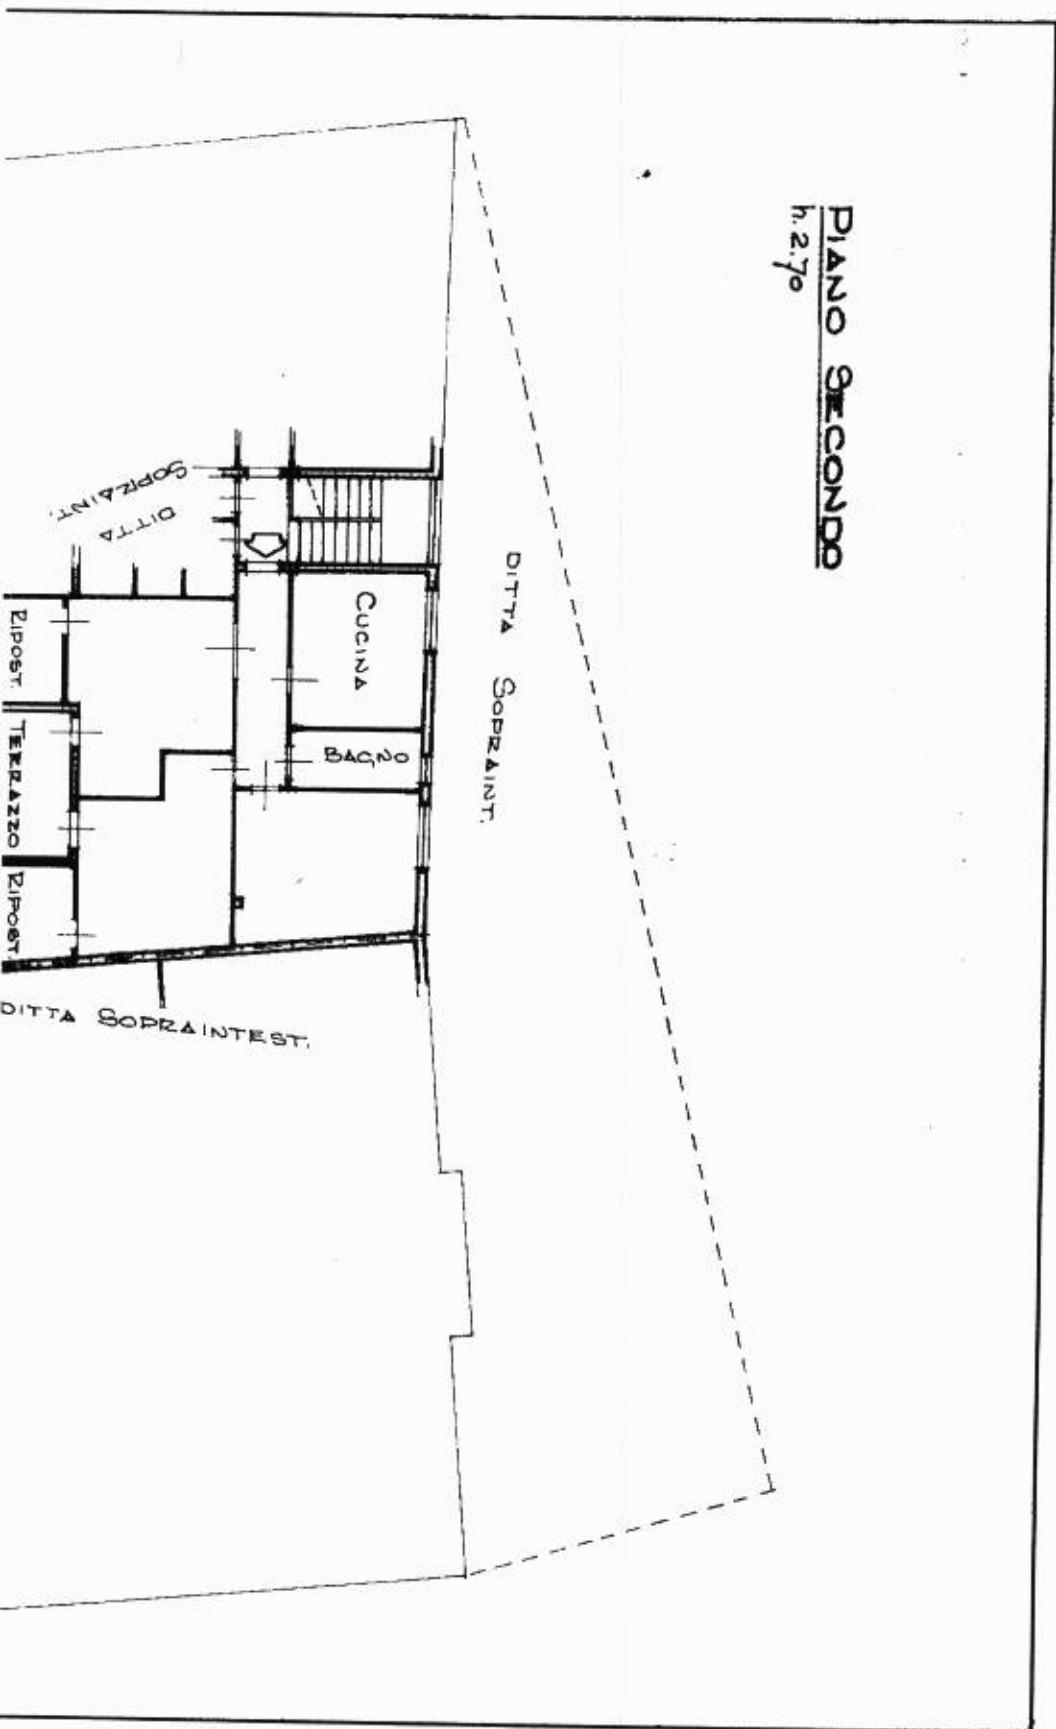 PIANO SECONDO
h. 2.70
DITTA SOPRAINT.
DITTA
SOPRAINT.
CUCINA
BAGNO
RIPOST.
TERRAZZO
RIPOST.
DITTA SOPRAINTEST.